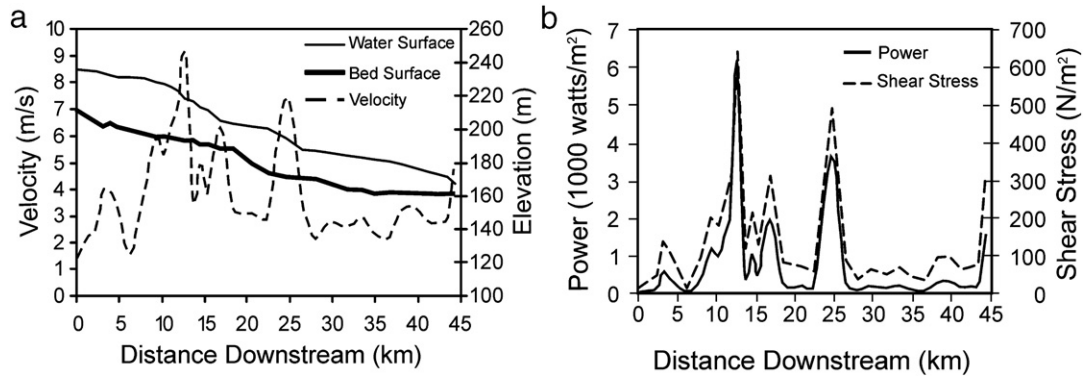 a
10
9
8
7
6
5
4
3
2
1
0
Velocity (m/s)
Water Surface
Bed Surface
Velocity
260
240
220
200
180
160
140
120
100
Elevation (m)
0 5 10 15 20 25 30 35 40 45
Distance Downstream (km)
b
7
6
5
4
3
2
1
0
Power (1000 watts/m²)
Power
Shear Stress
700
600
500
400
300
200
100
0
Shear Stress (N/m²)
0 5 10 15 20 25 30 35 40 45
Distance Downstream (km)